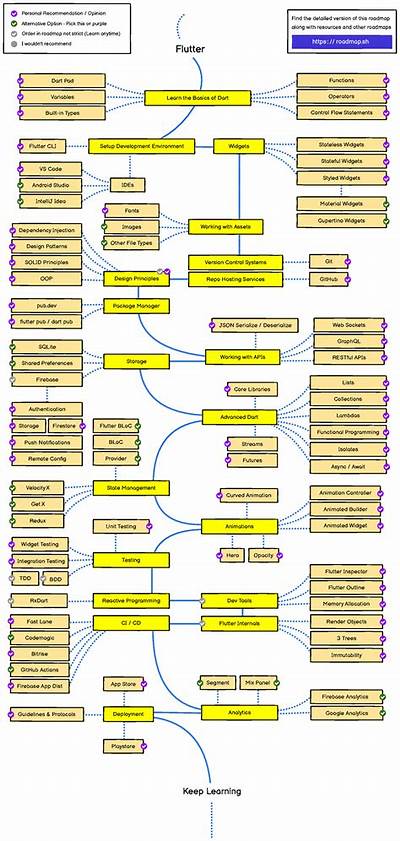 Personal Recommendation / Opinion
Alternative Option - Pick this or purple
Order in roadmap not strict (Learn anytime)
I wouldn't recommend
Find the detailed version of this roadmap
along with resources and other roadmaps
https:// roadmap.sh
Flutter
Dart Pad
Variables
Built-in Types
Learn the Basics of Dart
Functions
Operators
Control Flow Statements
Flutter CLI
Setup Development Environment
Widgets
VS Code
Android Studio
IntelliJ Idea
IDEs
Stateless Widgets
Stateful Widgets
Styled Widgets
Material Widgets
Cupertino Widgets
Fonts
Images
Other File Types
Working with Assets
Dependency Injection
Design Patterns
SOLID Principles
OOP
Design Principles
Version Control Systems
Git
Repo Hosting Services
GitHub
pub.dev
flutter pub / dart pub
Package Manager
JSON Serialize / Deserialize
Web Sockets
GraphQL
RESTful APIs
Working with APIs
SQLite
Shared Preferences
Firebase
Storage
Authentication
Storage
Firestore
Push Notifications
Remote Config
Core Libraries
Advanced Dart
Streams
Futures
Lists
Collections
Lambdas
Functional Programming
Isolates
Async / Await
Flutter BLoC
BLoC
Provider
State Management
VelocityX
Get X
Redux
Curved Animation
Animation Controller
Animated Builder
Animated Widget
Animations
Hero
Opacity
Unit Testing
Widget Testing
Integration Testing
TDD
BDD
Testing
RxDart
Reactive Programming
Dev Tools
Flutter Inspector
Flutter Outline
Memory Allocation
CI / CD
Flutter Internals
Render Objects
3 Trees
Immutability
Fast Lane
Codemagic
Bitrise
GitHub Actions
Firebase App Dist
App Store
Segment
Mix Panel
Guidelines & Protocols
Deployment
Analytics
Firebase Analytics
Google Analytics
Playstore
Keep Learning